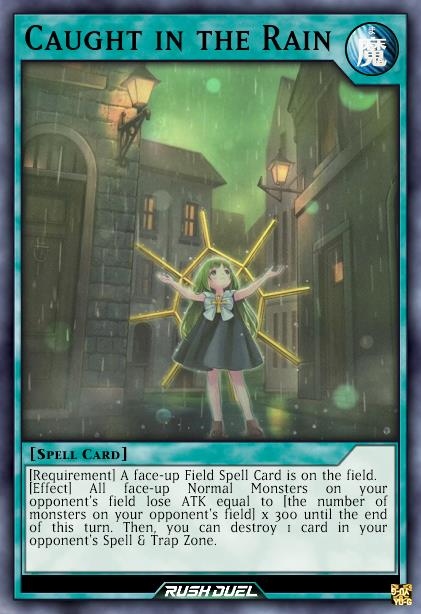 CAUGHT IN THE RAIN
ま
魔
[SPELL CARD]
[Requirement] A face-up Field Spell Card is on the field.
[Effect] All face-up Normal Monsters on your
opponent's field lose ATK equal to [the number of
monsters on your opponent's field] x 300 until the end
of this turn. Then, you can destroy 1 card in your
opponent's Spell & Trap Zone.
RUSH DUEL